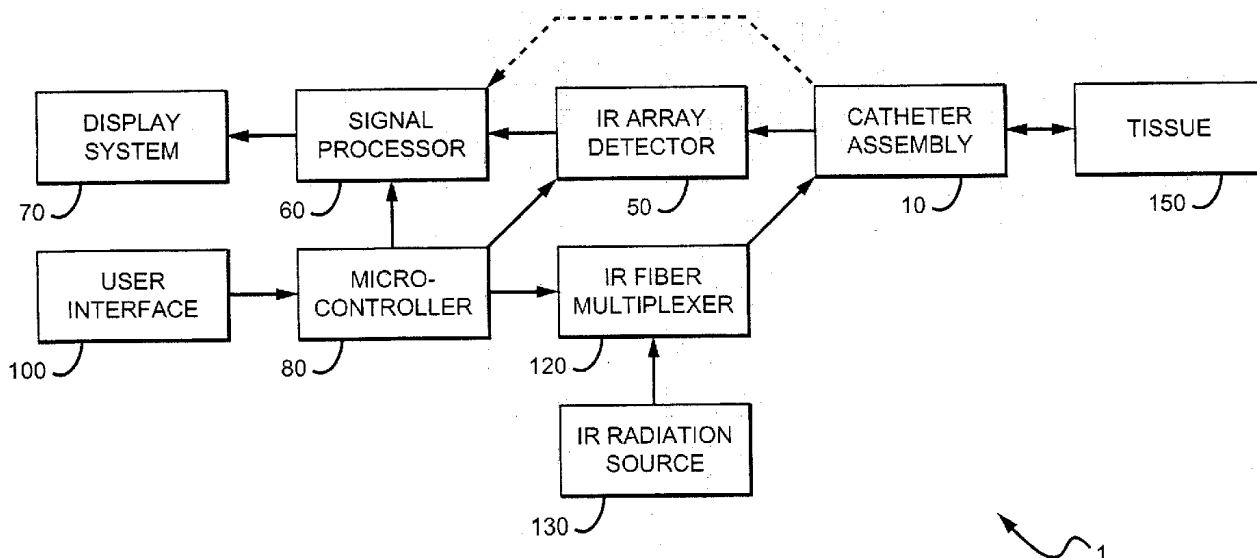 DISPLAY
SYSTEM
70
SIGNAL
PROCESSOR
60
IR ARRAY
DETECTOR
50
CATHETER
ASSEMBLY
10
TISSUE
150
USER
INTERFACE
100
MICRO-
CONTROLLER
80
IR FIBER
MULTIPLEXER
120
IR RADIATION
SOURCE
130
1